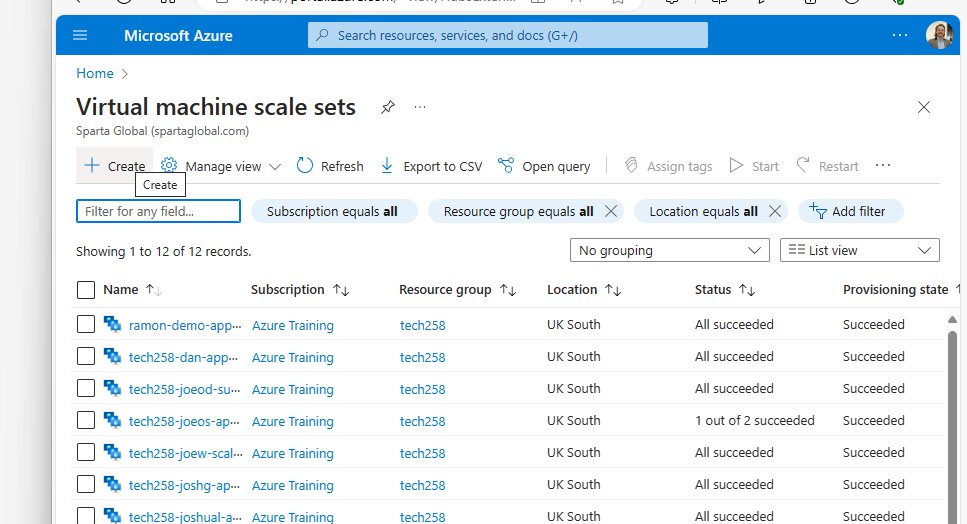 Microsoft Azure Search resources, services, and docs (G+/) ...
Home >
Virtual machine scale sets ...
Sparta Global (spartaglobal.com)
+ Create Manage view Refresh Export to CSV Open query Assign tags Start Restart ...
Create
Filter for any field... Subscription equals all Resource group equals all Location equals all Add filter
Showing 1 to 12 of 12 records. No grouping List view
Name ↑↓ Subscription ↑↓ Resource group ↑↓ Location ↑↓ Status ↑↓ Provisioning state ↑
ramon-demo-app... Azure Training tech258 UK South All succeeded Succeeded
tech258-dan-app... Azure Training tech258 UK South All succeeded Succeeded
tech258-joeod-su... Azure Training tech258 UK South All succeeded Succeeded
tech258-joeos-ap... Azure Training tech258 UK South 1 out of 2 succeeded Succeeded
tech258-joew-scal... Azure Training tech258 UK South All succeeded Succeeded
tech258-joshg-ap... Azure Training tech258 UK South All succeeded Succeeded
tech258-joshual-a... Azure Training tech258 UK South All succeeded Succeeded